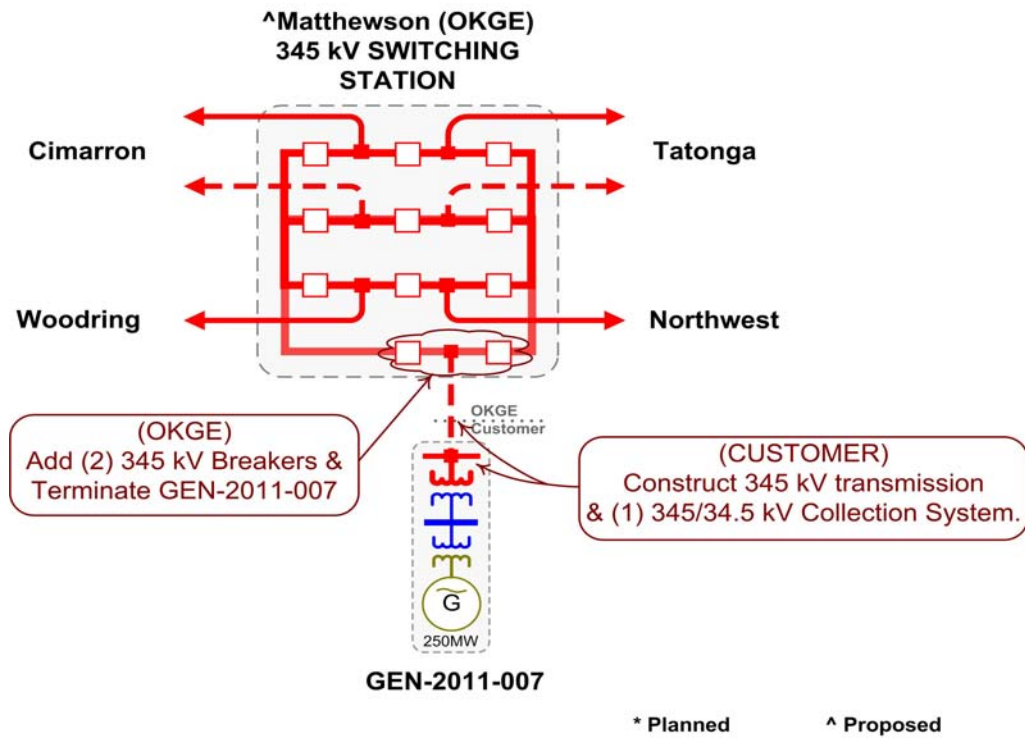 ^Matthewson (OKGE)
345 kV SWITCHING
STATION
Cimarron
Tatonga
Woodring
Northwest
OKGE
Customer
(OKGE)
Add (2) 345 kV Breakers &
Terminate GEN-2011-007
(CUSTOMER)
Construct 345 kV transmission
& (1) 345/34.5 kV Collection System.
G
250MW
GEN-2011-007
* Planned
^ Proposed